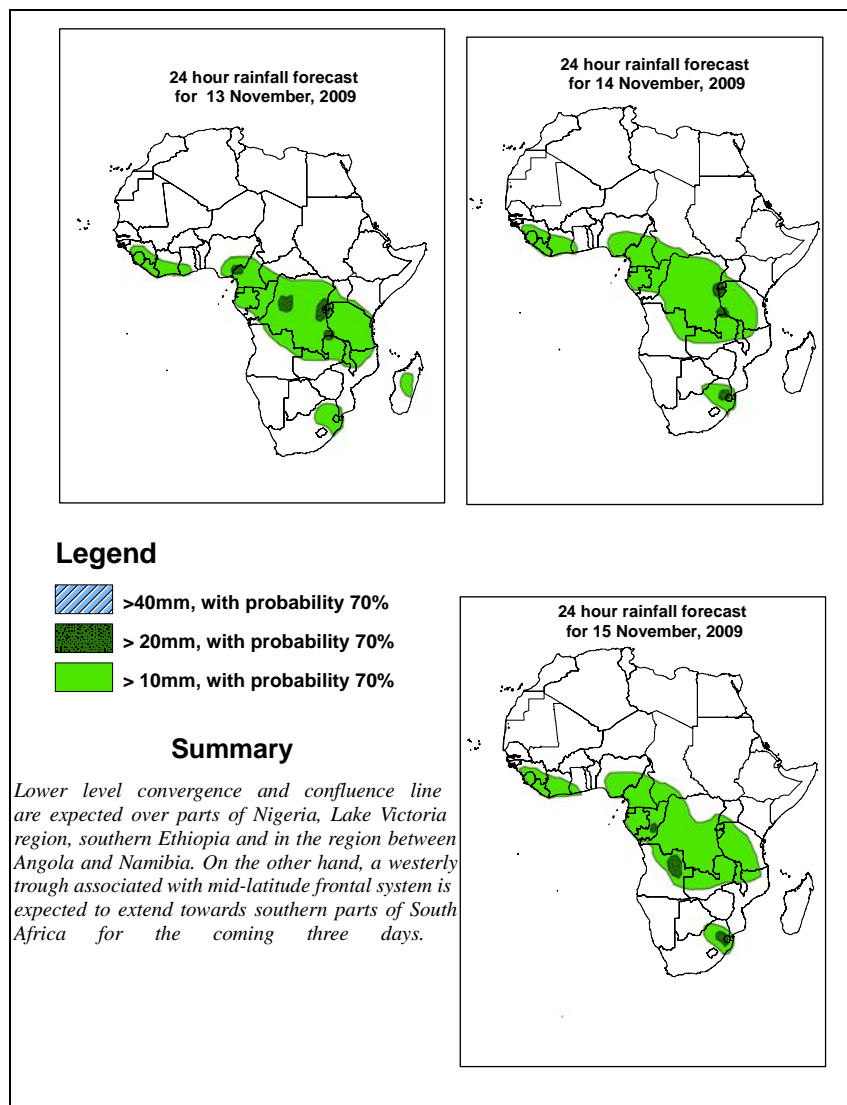 24 hour rainfall forecast
for 13 November, 2009
24 hour rainfall forecast
for 14 November, 2009
Legend
>40mm, with probability 70%
> 20mm, with probability 70%
> 10mm, with probability 70%
24 hour rainfall forecast
for 15 November, 2009
Summary
Lower level convergence and confluence line
are expected over parts of Nigeria, Lake Victoria
region, southern Ethiopia and in the region between
Angola and Namibia. On the other hand, a westerly
trough associated with mid-latitude frontal system is
expected to extend towards southern parts of South
Africa for the coming three days.